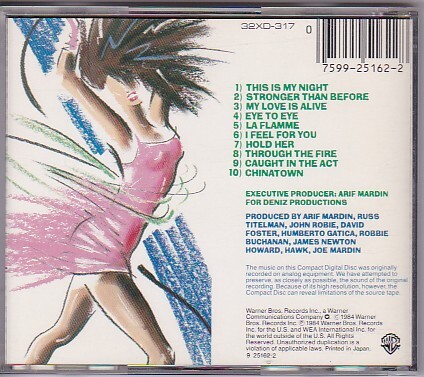 32XD-317
0
7599-25162-2
1) THIS IS MY NIGHT
2) STRONGER THAN BEFORE
3) MY LOVE IS ALIVE
4) EYE TO EYE
5) LA FLAMME
6) I FEEL FOR YOU
7) HOLD HER
8) THROUGH THE FIRE
9) CAUGHT IN THE ACT
10) CHINATOWN
EXECUTIVE PRODUCER: ARIF MARDIN
FOR DENIZ PRODUCTIONS
PRODUCED BY ARIF MARDIN, RUSS
TITELMAN, JOHN ROBIE, DAVID
FOSTER, HUMBERTO GATICA, ROBBIE
BUCHANAN, JAMES NEWTON
HOWARD, HAWK, JOE MARDIN
The music on this Compact Digital Disc was originally
recorded on analog equipment. We have attempted to preserve,
as closely as possible, the sound of the original
recording. Because of its high resolution, however, the
Compact Disc can reveal limitations of the source tape.
Warner Bros. Records Inc., a Warner
Communications Company © 1984 Warner
Bros. Records Inc. ℗ 1984 Warner Bros. Records Inc.
for the U.S. and WEA International Inc. for
the world outside of the U.S. All Rights
Reserved. Unauthorized duplication is a
violation of applicable laws. Printed in Japan
9 25162-2